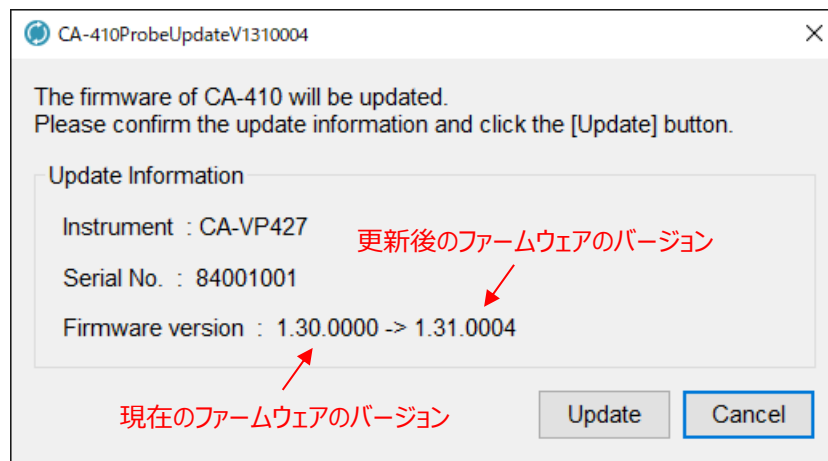 CA-410ProbeUpdateV1310004
The firmware of CA-410 will be updated.
Please confirm the update information and click the [Update] button.
Update Information
Instrument : CA-VP427
更新後のファームウェアのバージョン
Serial No. : 84001001
Firmware version : 1.30.0000 -> 1.31.0004
現在のファームウェアのバージョン
Update
Cancel